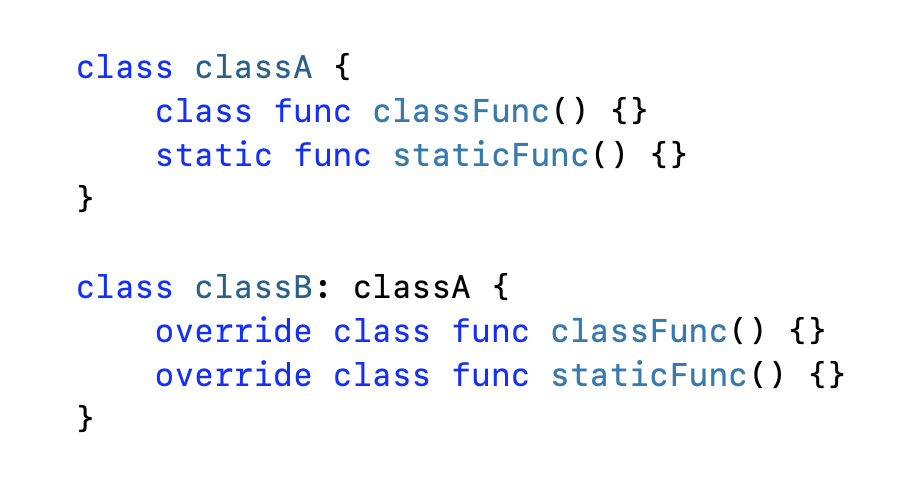 class classA {
    class func classFunc() {}
    static func staticFunc() {}
}

class classB: classA {
    override class func classFunc() {}
    override class func staticFunc() {}
}